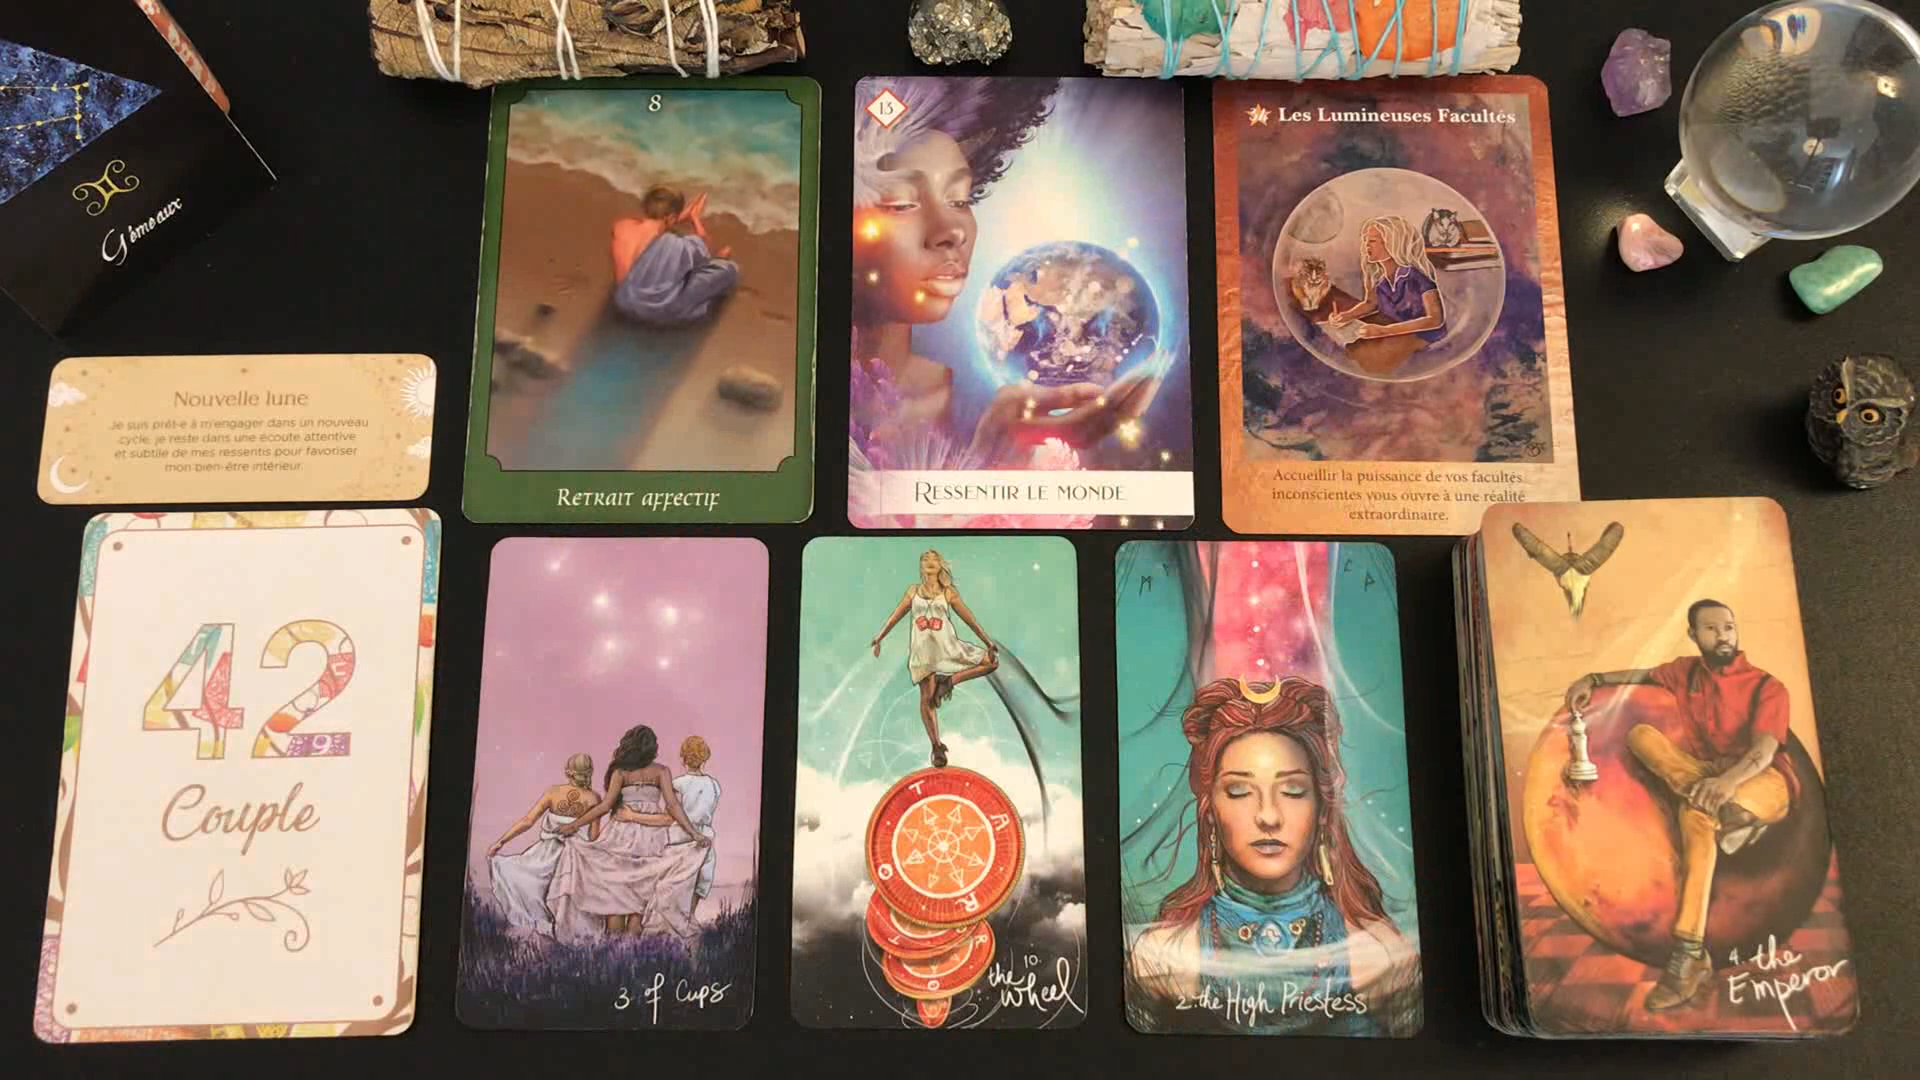 Gémeaux
8
Retrait affectif
13
Ressentir le monde
34 Les Lumineuses Facultés
Accueillir la puissance de vos facultés
inconscientes vous ouvre à une réalité
extraordinaire.
Nouvelle lune
Je suis prêt·e à m'engager dans un nouveau
cycle, je reste dans une écoute attentive
et subtile de mes ressentis pour favoriser
mon bien-être intérieur.
42
9
Couple
3 of Cups
T A R O
10.
the Wheel
2. the High Priestess
4. the
Emperor